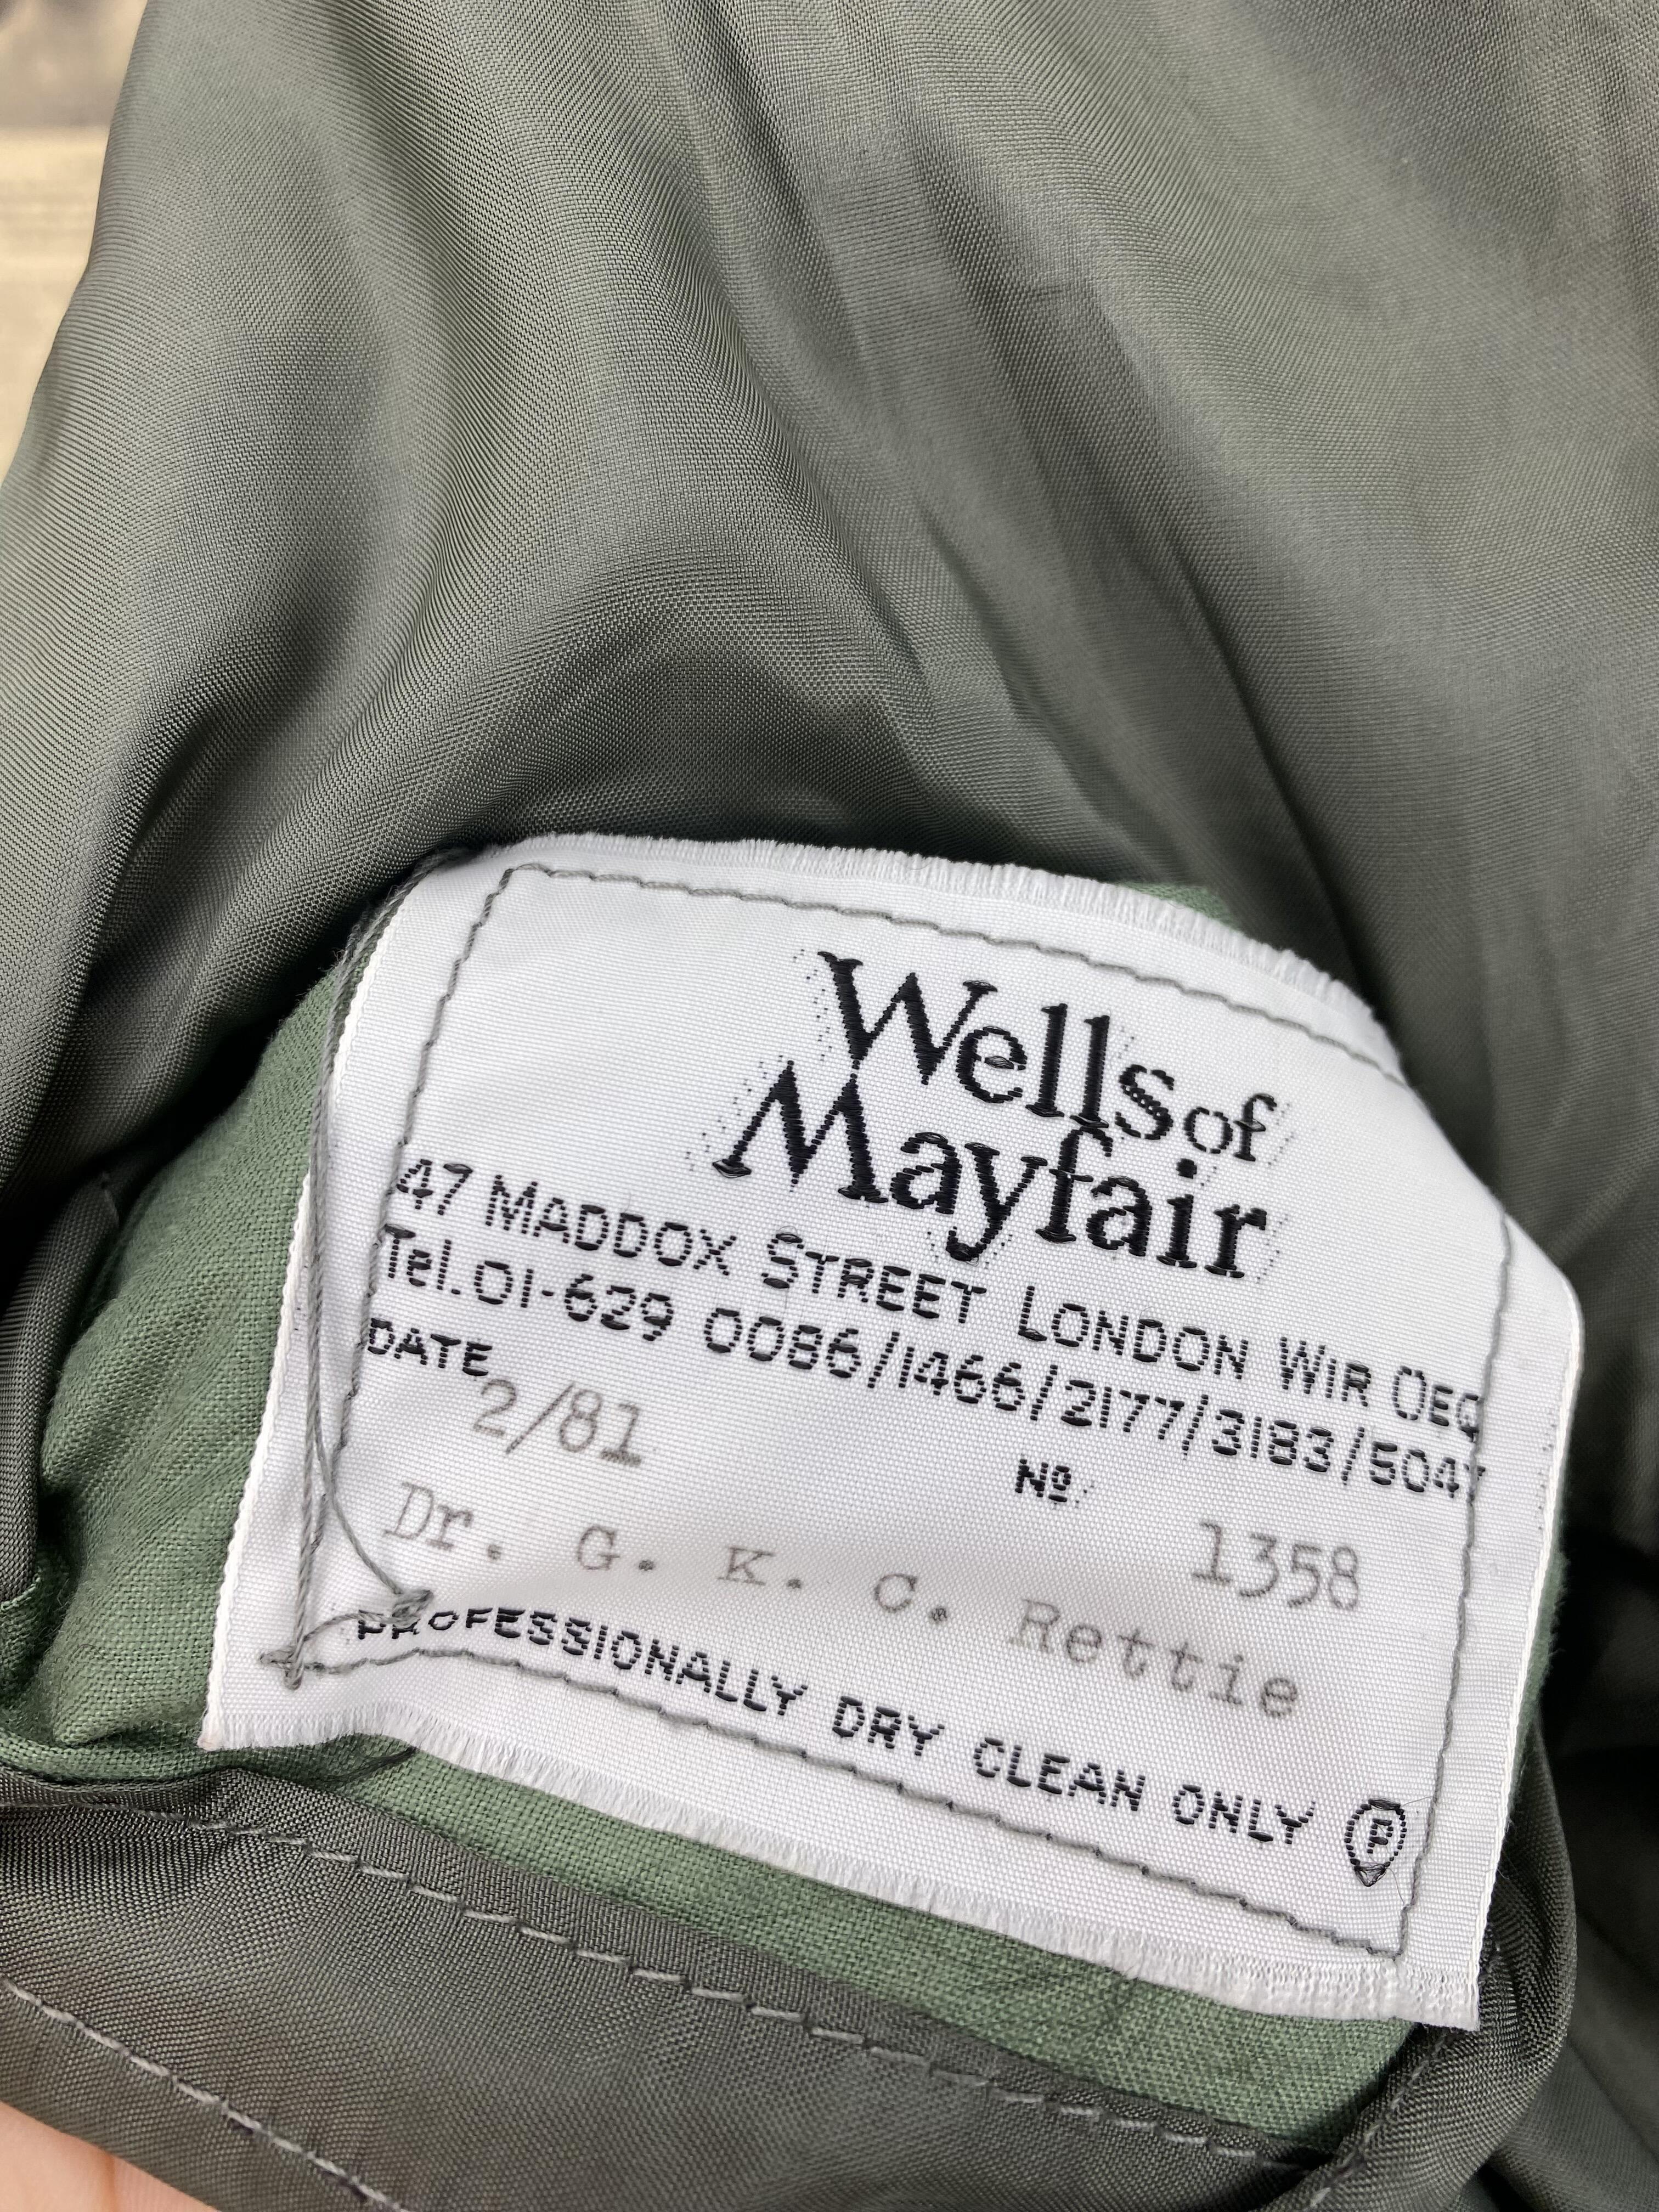 Wells of
Mayfair
47 MADDOX STREET LONDON W1R 0EQ
Tel. 01-629 0086/1466/2177/3183/5047
DATE
2/81
Nº
1358
Dr. G. K. C. Rettie
PROFESSIONALLY DRY CLEAN ONLY P